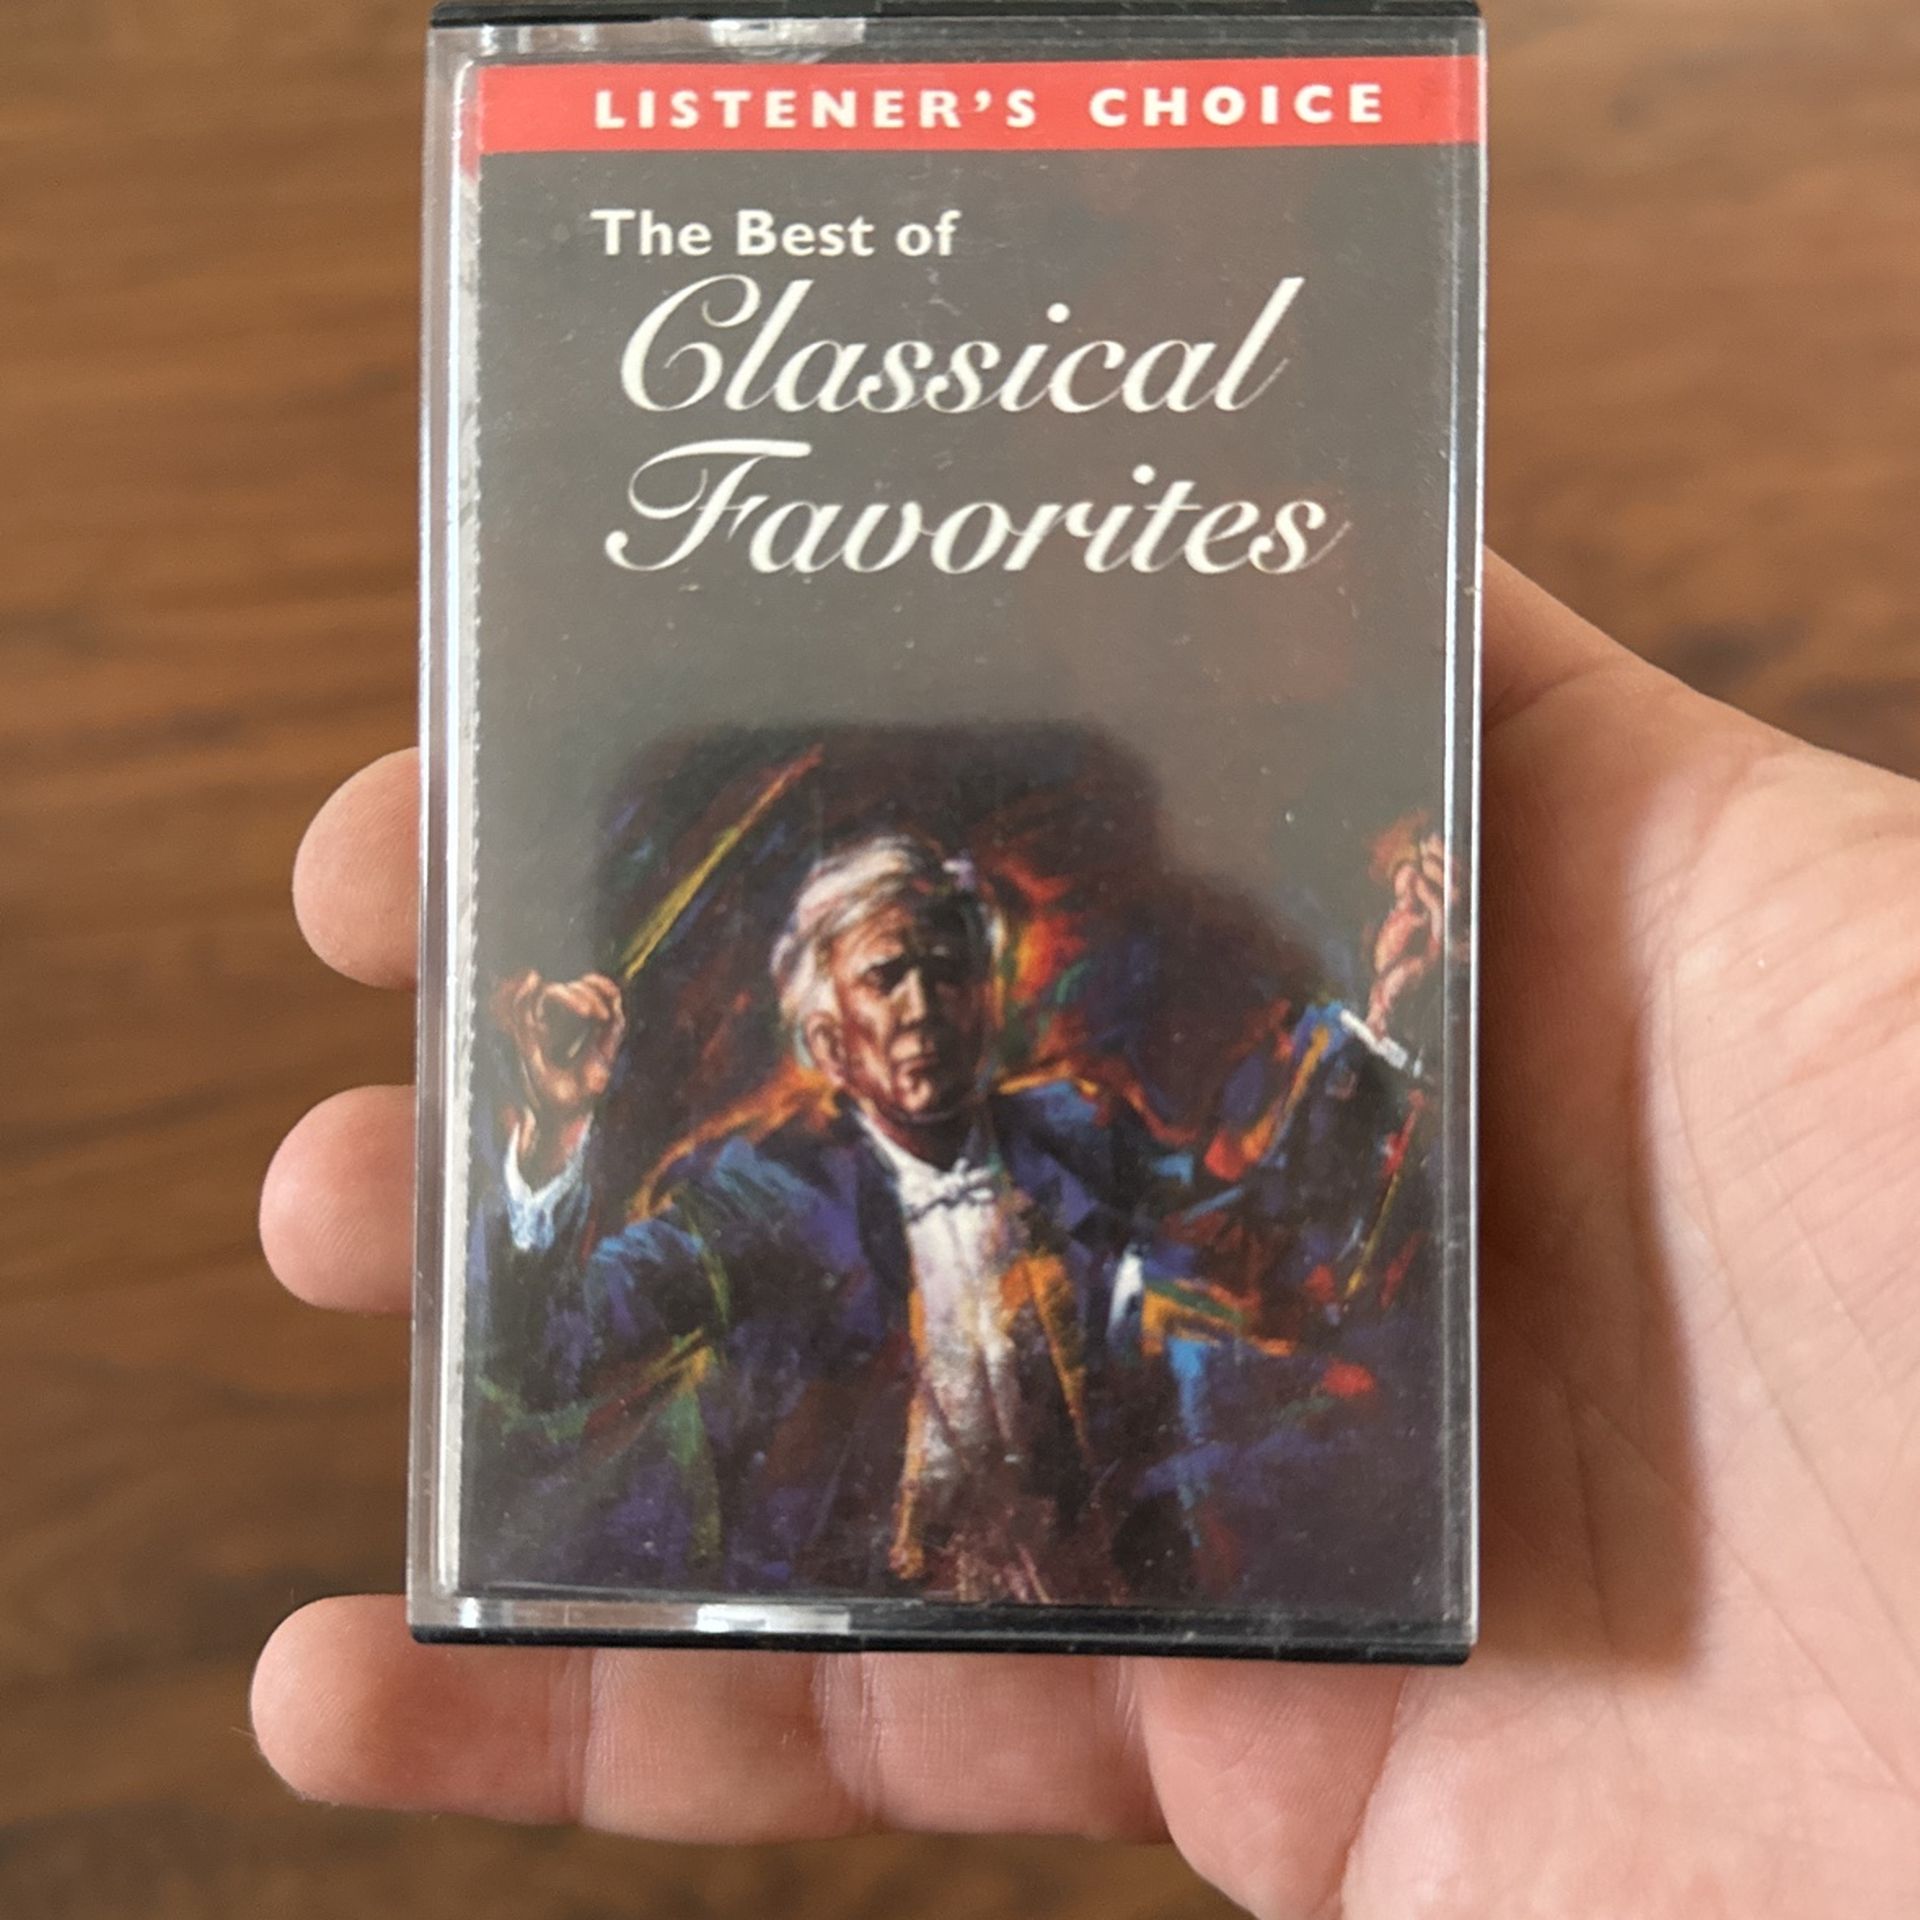 LISTENER'S CHOICE
The Best of
Classical
Favorites